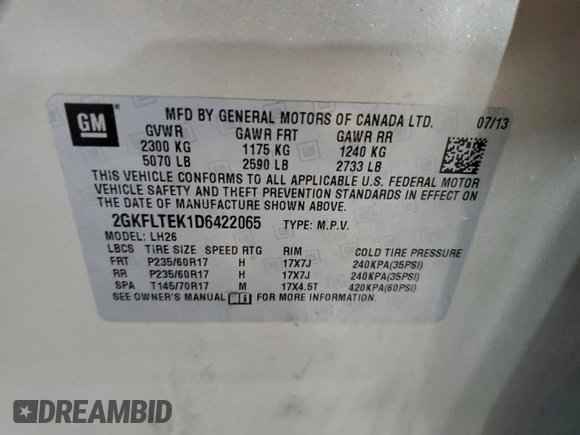 GM
MFD BY GENERAL MOTORS OF CANADA LTD. 07/13
GVWR GAWR FRT GAWR RR
2300 KG 1175 KG 1240 KG
5070 LB 2590 LB 2733 LB
THIS VEHICLE CONFORMS TO ALL APPLICABLE U.S. FEDERAL MOTOR
VEHICLE SAFETY AND THEFT PREVENTION STANDARDS IN EFFECT ON
THE DATE OF MANUFACTURE SHOWN ABOVE.
2GKFLTEK1D6422065 TYPE: M.P.V.
MODEL: LH26
LBCS TIRE SIZE SPEED RTG RIM COLD TIRE PRESSURE
FRT P235/60R17 H 17X7J 240KPA(35PSI)
RR P235/60R17 H 17X7J 240KPA(35PSI)
SPA T145/70R17 M 17X4.5T 420KPA(60PSI)
SEE OWNER'S MANUAL FOR MORE INFORMATION.
DREAMBID